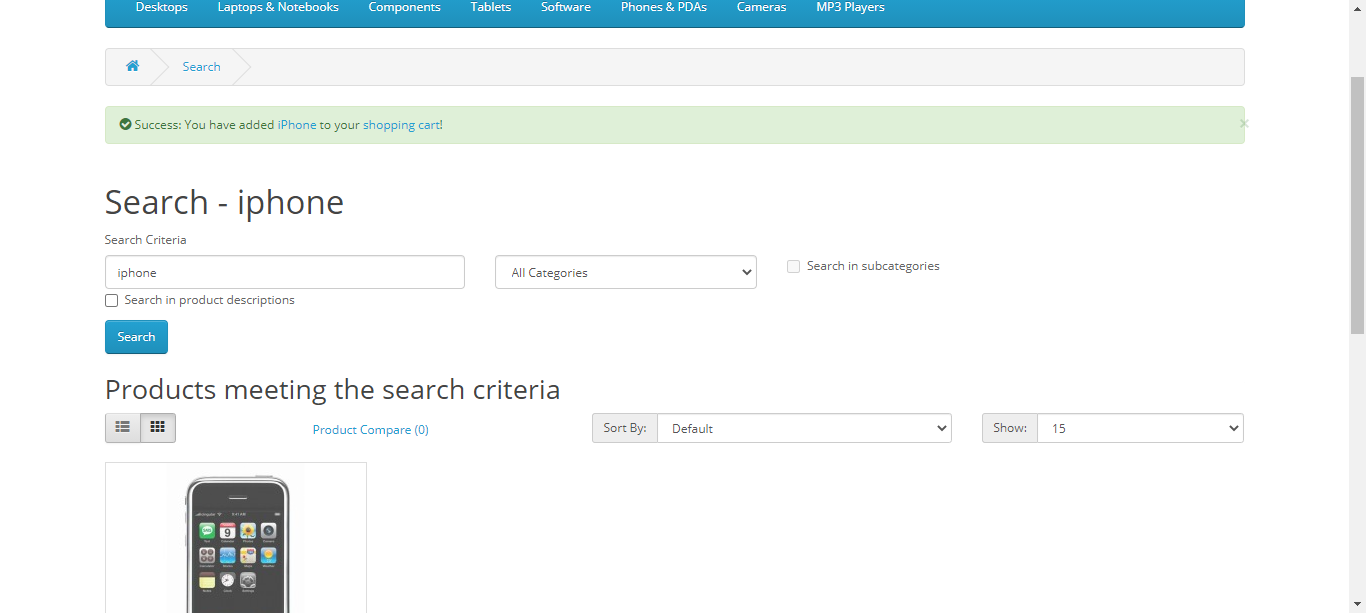 Desktops Laptops & Notebooks Components Tablets Software Phones & PDAs Cameras MP3 Players
Search
Success: You have added iPhone to your shopping cart!
×
Search - iphone
Search Criteria
iphone All Categories Search in subcategories
Search in product descriptions
Search
Products meeting the search criteria
Product Compare (0) Sort By: Default Show: 15
9